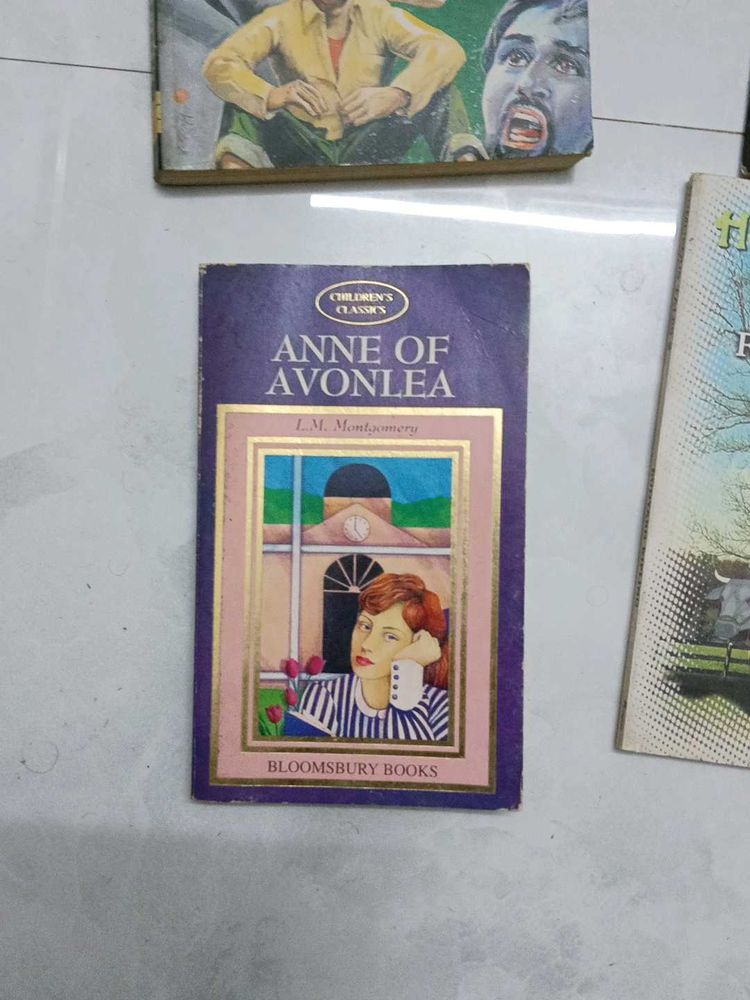 CHILDREN'S
CLASSICS
ANNE OF
AVONLEA
L.M. Montgomery
BLOOMSBURY BOOKS